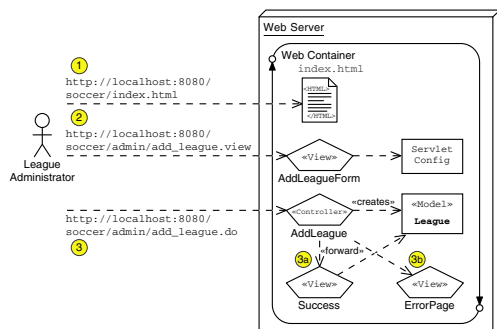 Web Server
Web Container
index.html
1
http://localhost:8080/
soccer/index.html
<HTML>
</HTML>
2
http://localhost:8080/
soccer/admin/add_league.view
«View»
AddLeagueForm
Servlet
Config
League
Administrator
http://localhost:8080/
soccer/admin/add_league.do
3
«Controller»
AddLeague
«creates»
«Model»
League
«forward»
3a
3b
«View»
Success
«View»
ErrorPage